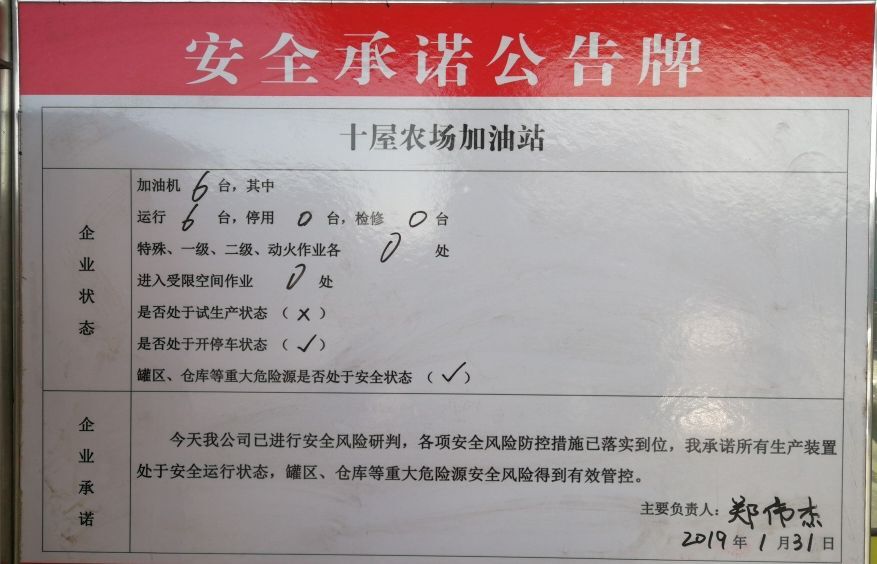 安全承诺公告牌
十屋农场加油站
企业状态
加油机 6 台，其中
运行 6 台，停用 0 台，检修 0 台
特殊、一级、二级、动火作业各 0 处
进入受限空间作业 0 处
是否处于试生产状态（×）
是否处于开停车状态（✓）
罐区、仓库等重大危险源是否处于安全状态（✓）
企业承诺
今天我公司已进行安全风险研判，各项安全风险防控措施已落实到位，我承诺所有生产装置
处于安全运行状态，罐区、仓库等重大危险源安全风险得到有效管控。
主要负责人：郑伟杰
2019年1月31日